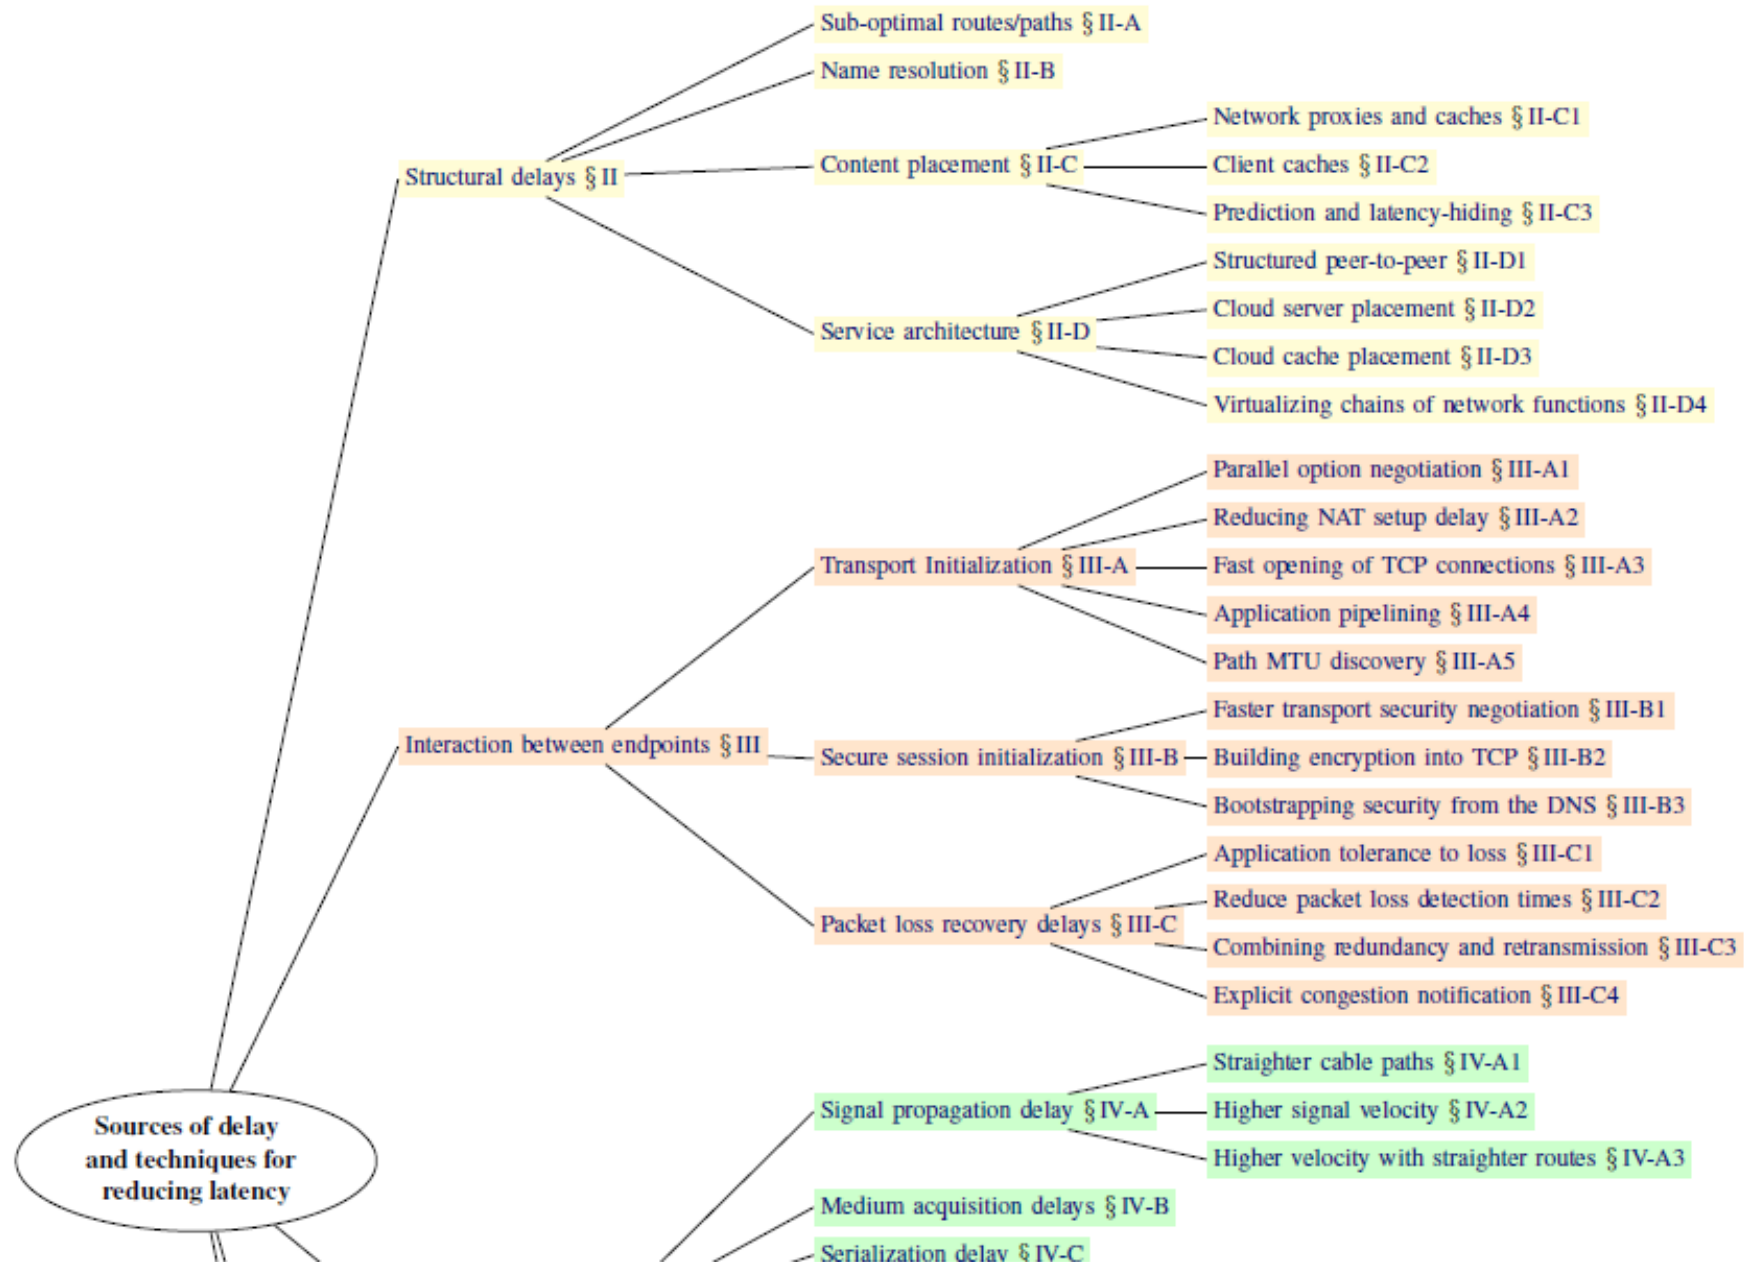 Sub-optimal routes/paths § II-A
Name resolution § II-B
Network proxies and caches § II-C1
Structural delays § II
Content placement § II-C
Client caches § II-C2
Prediction and latency-hiding § II-C3
Structured peer-to-peer § II-D1
Cloud server placement § II-D2
Service architecture § II-D
Cloud cache placement § II-D3
Virtualizing chains of network functions § II-D4
Parallel option negotiation § III-A1
Reducing NAT setup delay § III-A2
Transport Initialization § III-A
Fast opening of TCP connections § III-A3
Application pipelining § III-A4
Path MTU discovery § III-A5
Faster transport security negotiation § III-B1
Interaction between endpoints § III
Secure session initialization § III-B
Building encryption into TCP § III-B2
Bootstrapping security from the DNS § III-B3
Application tolerance to loss § III-C1
Reduce packet loss detection times § III-C2
Packet loss recovery delays § III-C
Combining redundancy and retransmission § III-C3
Explicit congestion notification § III-C4
Straighter cable paths § IV-A1
Signal propagation delay § IV-A
Higher signal velocity § IV-A2
Higher velocity with straighter routes § IV-A3
Sources of delay
and techniques for
reducing latency
Medium acquisition delays § IV-B
Serialization delay § IV-C